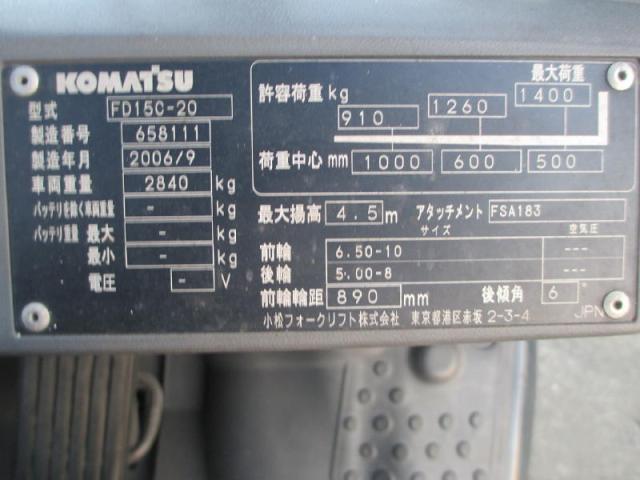 KOMATSU
型式 FD15C-20
製造番号 658111
製造年月 2006/9
車両重量 2840 kg
バッテリを除く車両重量 - kg
バッテリ重量 最大 - kg
最小 - kg
電圧 - V
最大荷重
許容荷重 kg 910 1260 1400
荷重中心 mm 1000 600 500
最大揚高 4.5 m アタッチメント FSA183
サイズ 空気圧
前輪 6.50-10 ---
後輪 5.00-8 ---
前輪輪距 890 mm 後傾角 6 °
小松フォークリフト株式会社 東京都港区赤坂 2-3-4 JPN